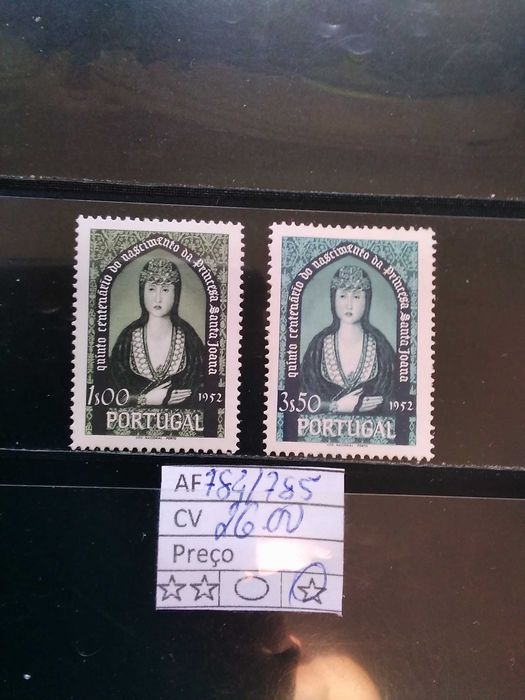 quinto centenário do nascimento da Princesa Santa Joana
1$00
1952
PORTUGAL
quinto centenário do nascimento da Princesa Santa Joana
3$50
1952
PORTUGAL
AF 784/785
CV 26.00
Preço